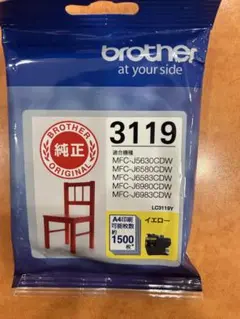 brother
at your side
BROTHER
純正
ORIGINAL
3119
適合機種
MFC-J5630CDW
MFC-J6580CDW
MFC-J6583CDW
MFC-J6980CDW
MFC-J6983CDW
LC3119Y
A4印刷
可能枚数
約
1500
枚*
イエロー